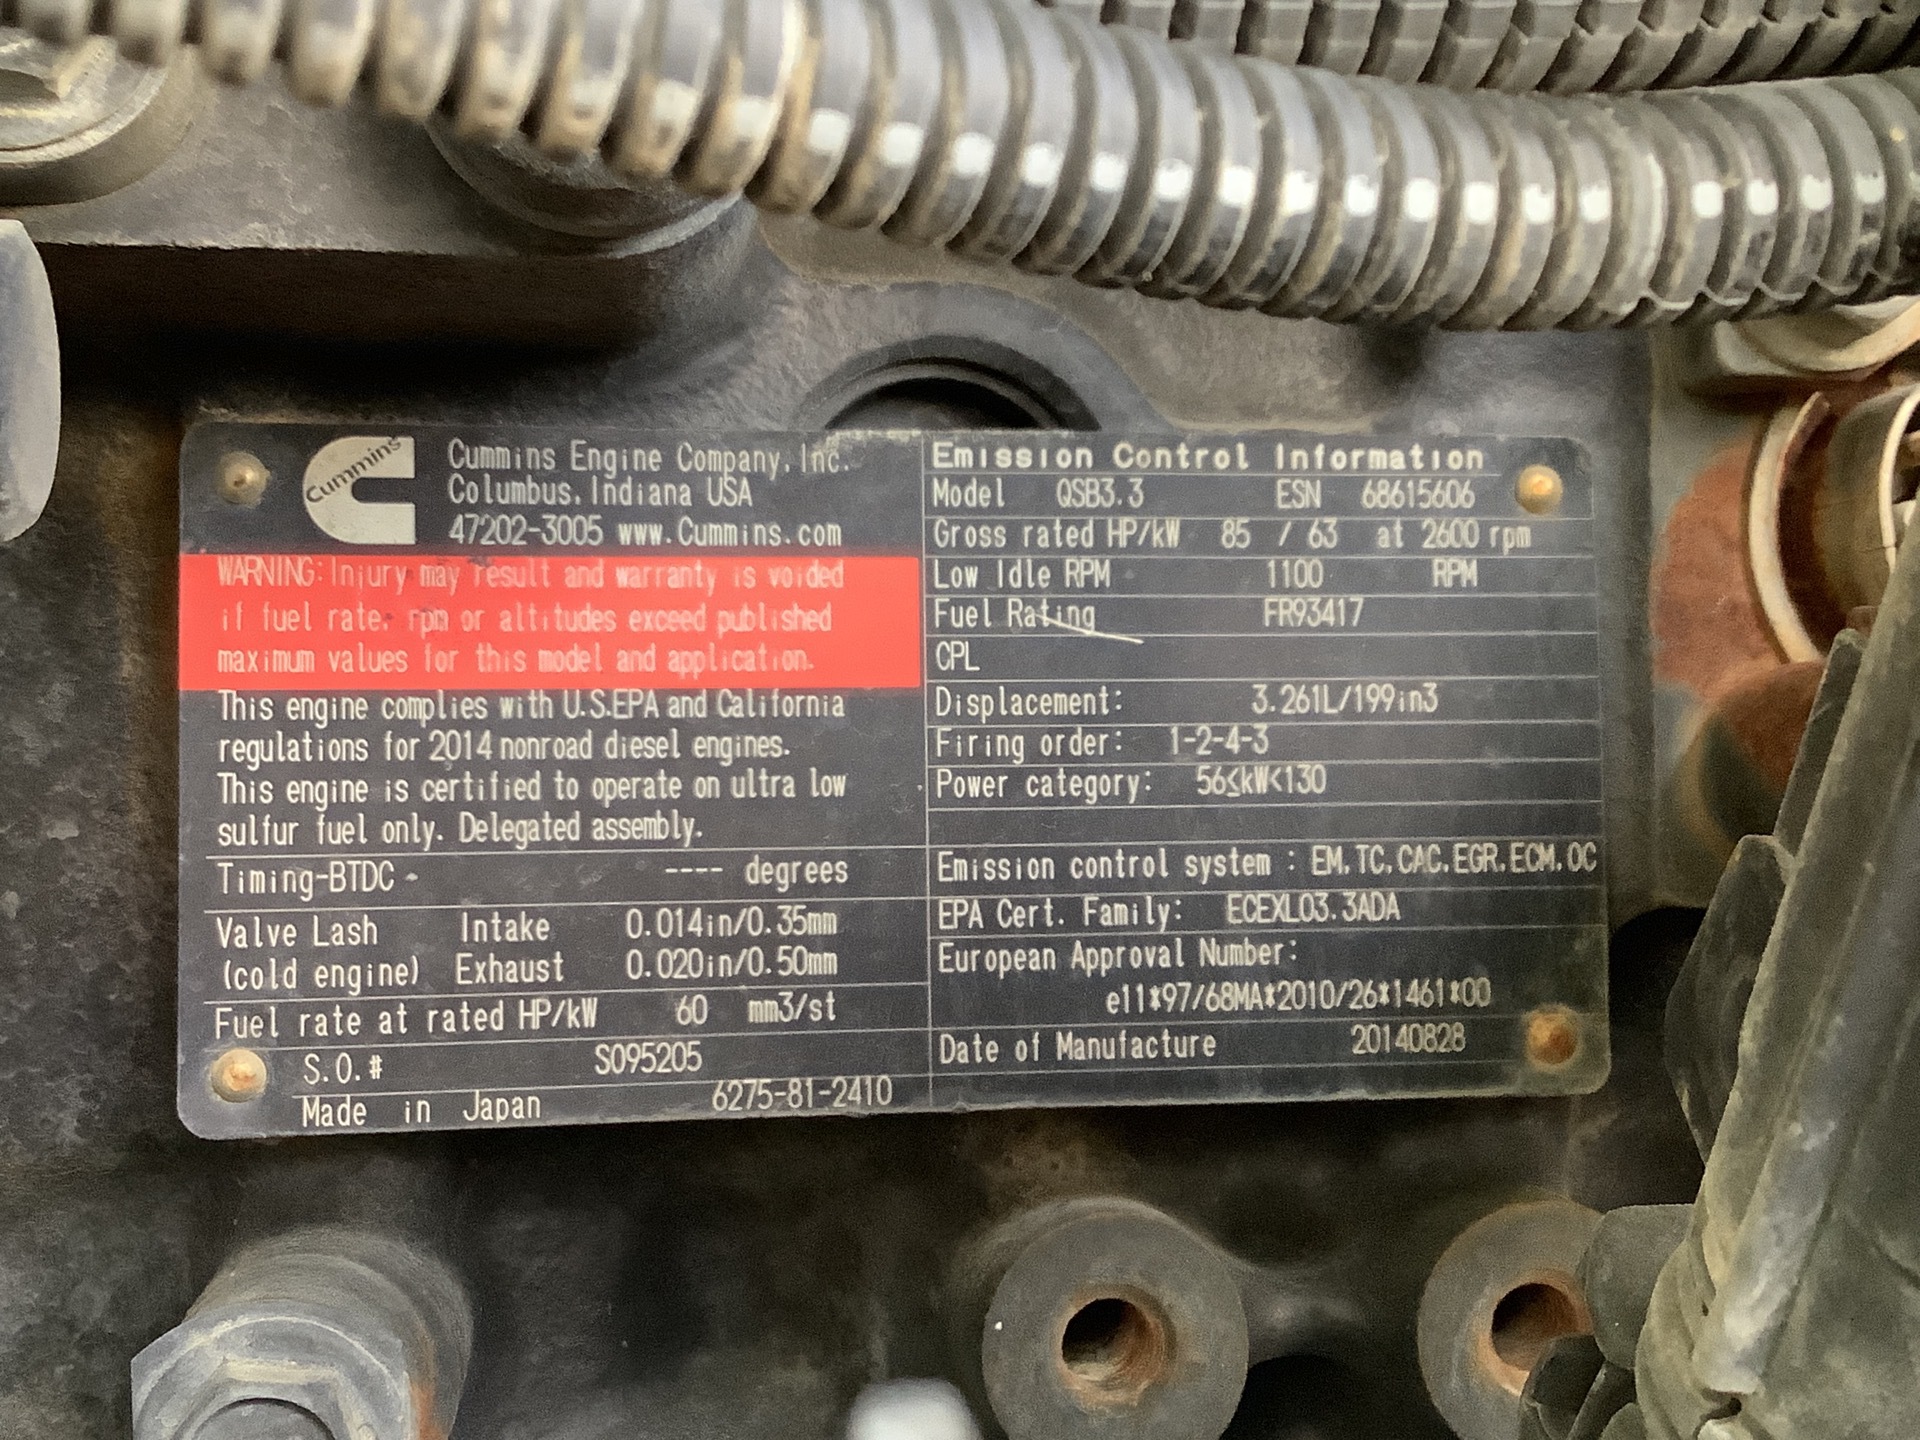 Cummins
Cummins Engine Company, Inc.
Columbus, Indiana USA
47202-3005 www.Cummins.com
WARNING: Injury may result and warranty is voided
if fuel rate, rpm or altitudes exceed published
maximum values for this model and application.
This engine complies with U.S.EPA and California
regulations for 2014 nonroad diesel engines.
This engine is certified to operate on ultra low
sulfur fuel only. Delegated assembly.
Timing-BTDC ---- degrees
Valve Lash Intake 0.014in/0.35mm
(cold engine) Exhaust 0.020in/0.50mm
Fuel rate at rated HP/kW 60 mm3/st
S.O.# SO95205
Made in Japan 6275-81-2410
Emission Control Information
Model QSB3.3 ESN 68615606
Gross rated HP/kW 85 / 63 at 2600 rpm
Low Idle RPM 1100 RPM
Fuel Rating FR93417
CPL
Displacement: 3.261L/199in3
Firing order: 1-2-4-3
Power category: 56≤kW<130
Emission control system : EM, TC, CAC, EGR, ECM, OC
EPA Cert. Family: ECEXL03.3ADA
European Approval Number:
e11*97/68MA*2010/26*1461*00
Date of Manufacture 20140828